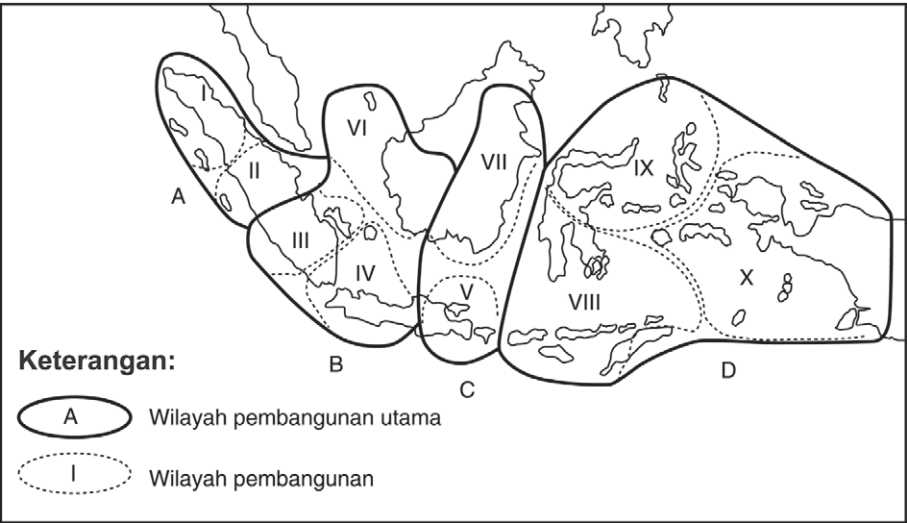 I
VI
VII
IX
II
A
III
IV
V
X
VIII
B
C
D
Keterangan:
A Wilayah pembangunan utama
I Wilayah pembangunan